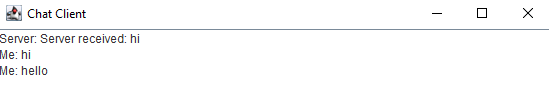 Chat Client
Server: Server received: hi
Me: hi
Me: hello